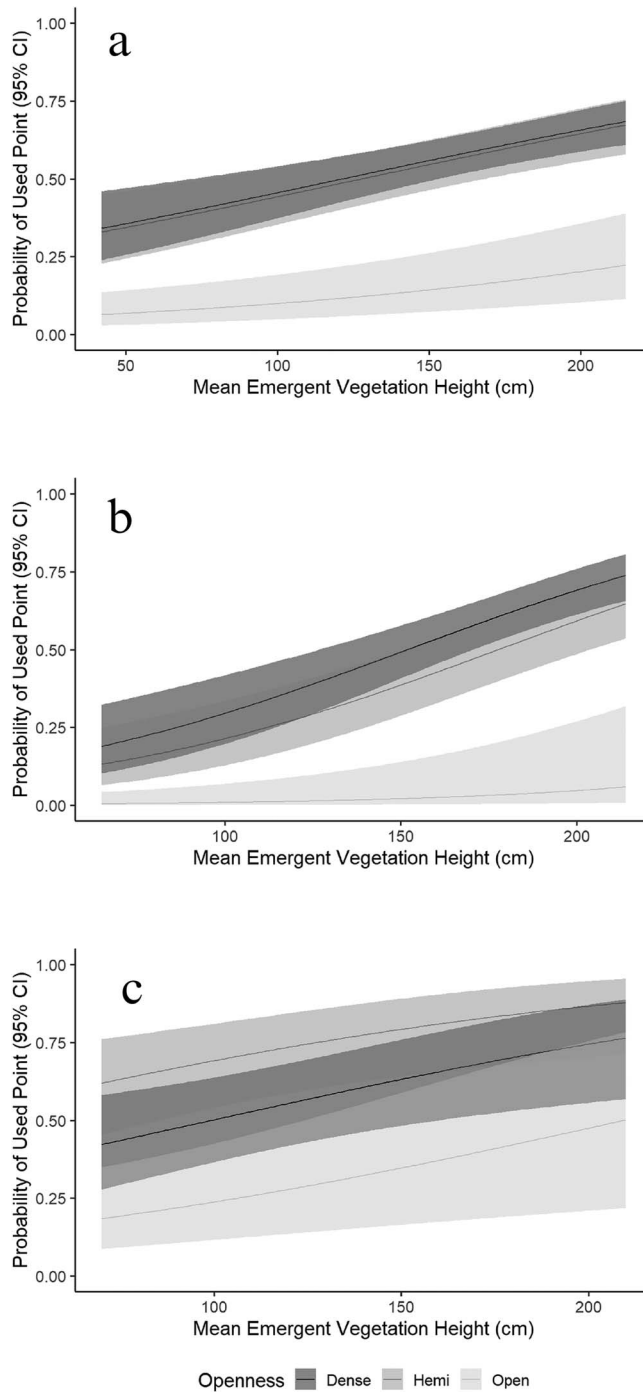 a
Probability of Used Point (95% CI)
1.00
0.75
0.50
0.25
0.00
50 100 150 200
Mean Emergent Vegetation Height (cm)
b
Probability of Used Point (95% CI)
1.00
0.75
0.50
0.25
0.00
100 150 200
Mean Emergent Vegetation Height (cm)
c
Probability of Used Point (95% CI)
1.00
0.75
0.50
0.25
0.00
100 150 200
Mean Emergent Vegetation Height (cm)
Openness Dense Hemi Open